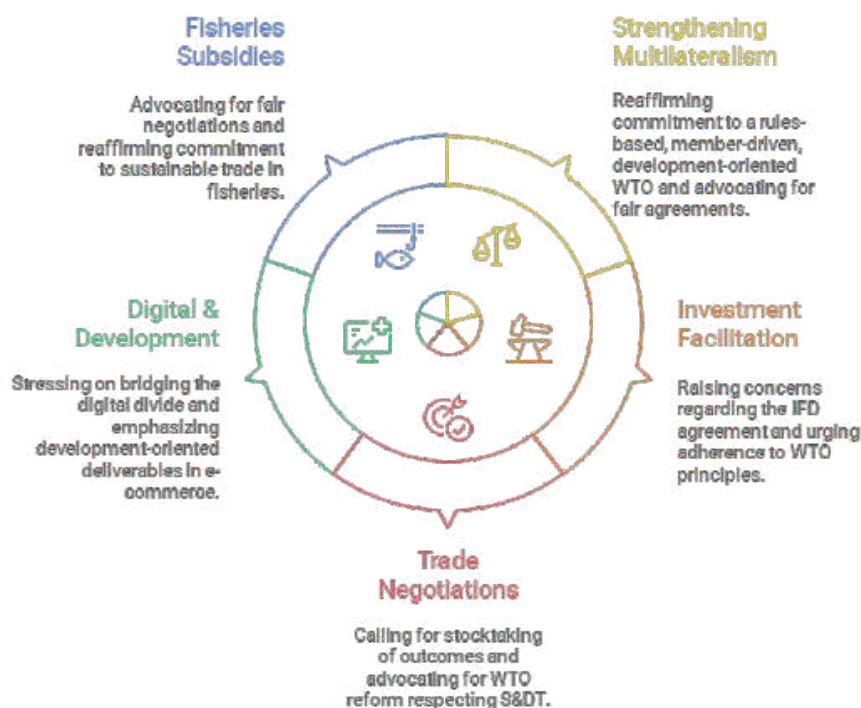 Fisheries
Subsidies
Advocating for fair
negotiations and
reaffirming commitment
to sustainable trade in
fisheries.
Strengthening
Multilateralism
Reaffirming
commitment to a rules-
based, member-driven,
development-oriented
WTO and advocating for
fair agreements.
Digital &
Development
Stressing on bridging the
digital divide and
emphasizing
development-oriented
deliverables in e-
commerce.
Investment
Facilitation
Raising concerns
regarding the IFD
agreement and urging
adherence to WTO
principles.
Trade
Negotiations
Calling for stocktaking
of outcomes and
advocating for WTO
reform respecting S&DT.